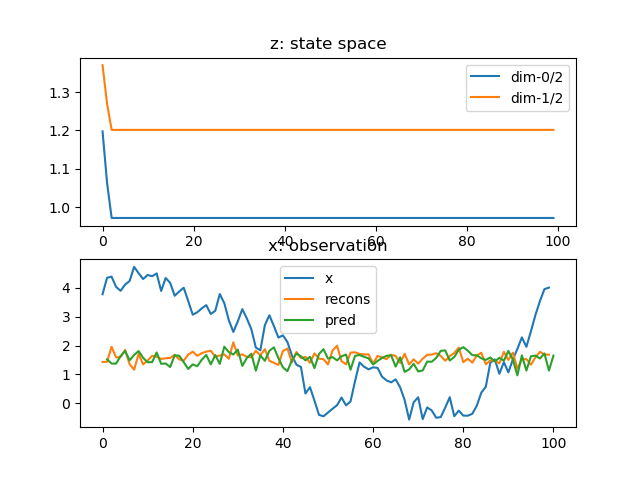 z: state space
dim-0/2
dim-1/2
1.3
1.2
1.1
1.0
0 20 40 60 80 100
x: observation
x
recons
pred
4
3
2
1
0
0 20 40 60 80 100